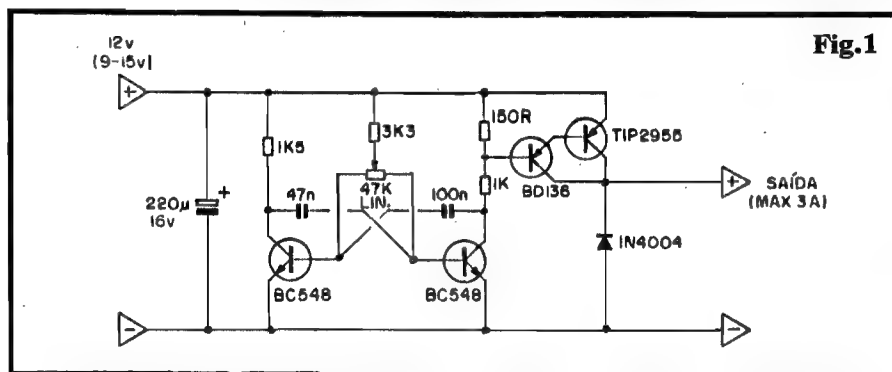 Fig.1
12v
(9-15v)
+
150R
3K3
1K5
TIP2955
BD136
47K
LIN.
47n
100n
1K
+
SAÍDA
(MAX 3A)
220µ
16v
+
1N4004
BC548
BC548
-
-